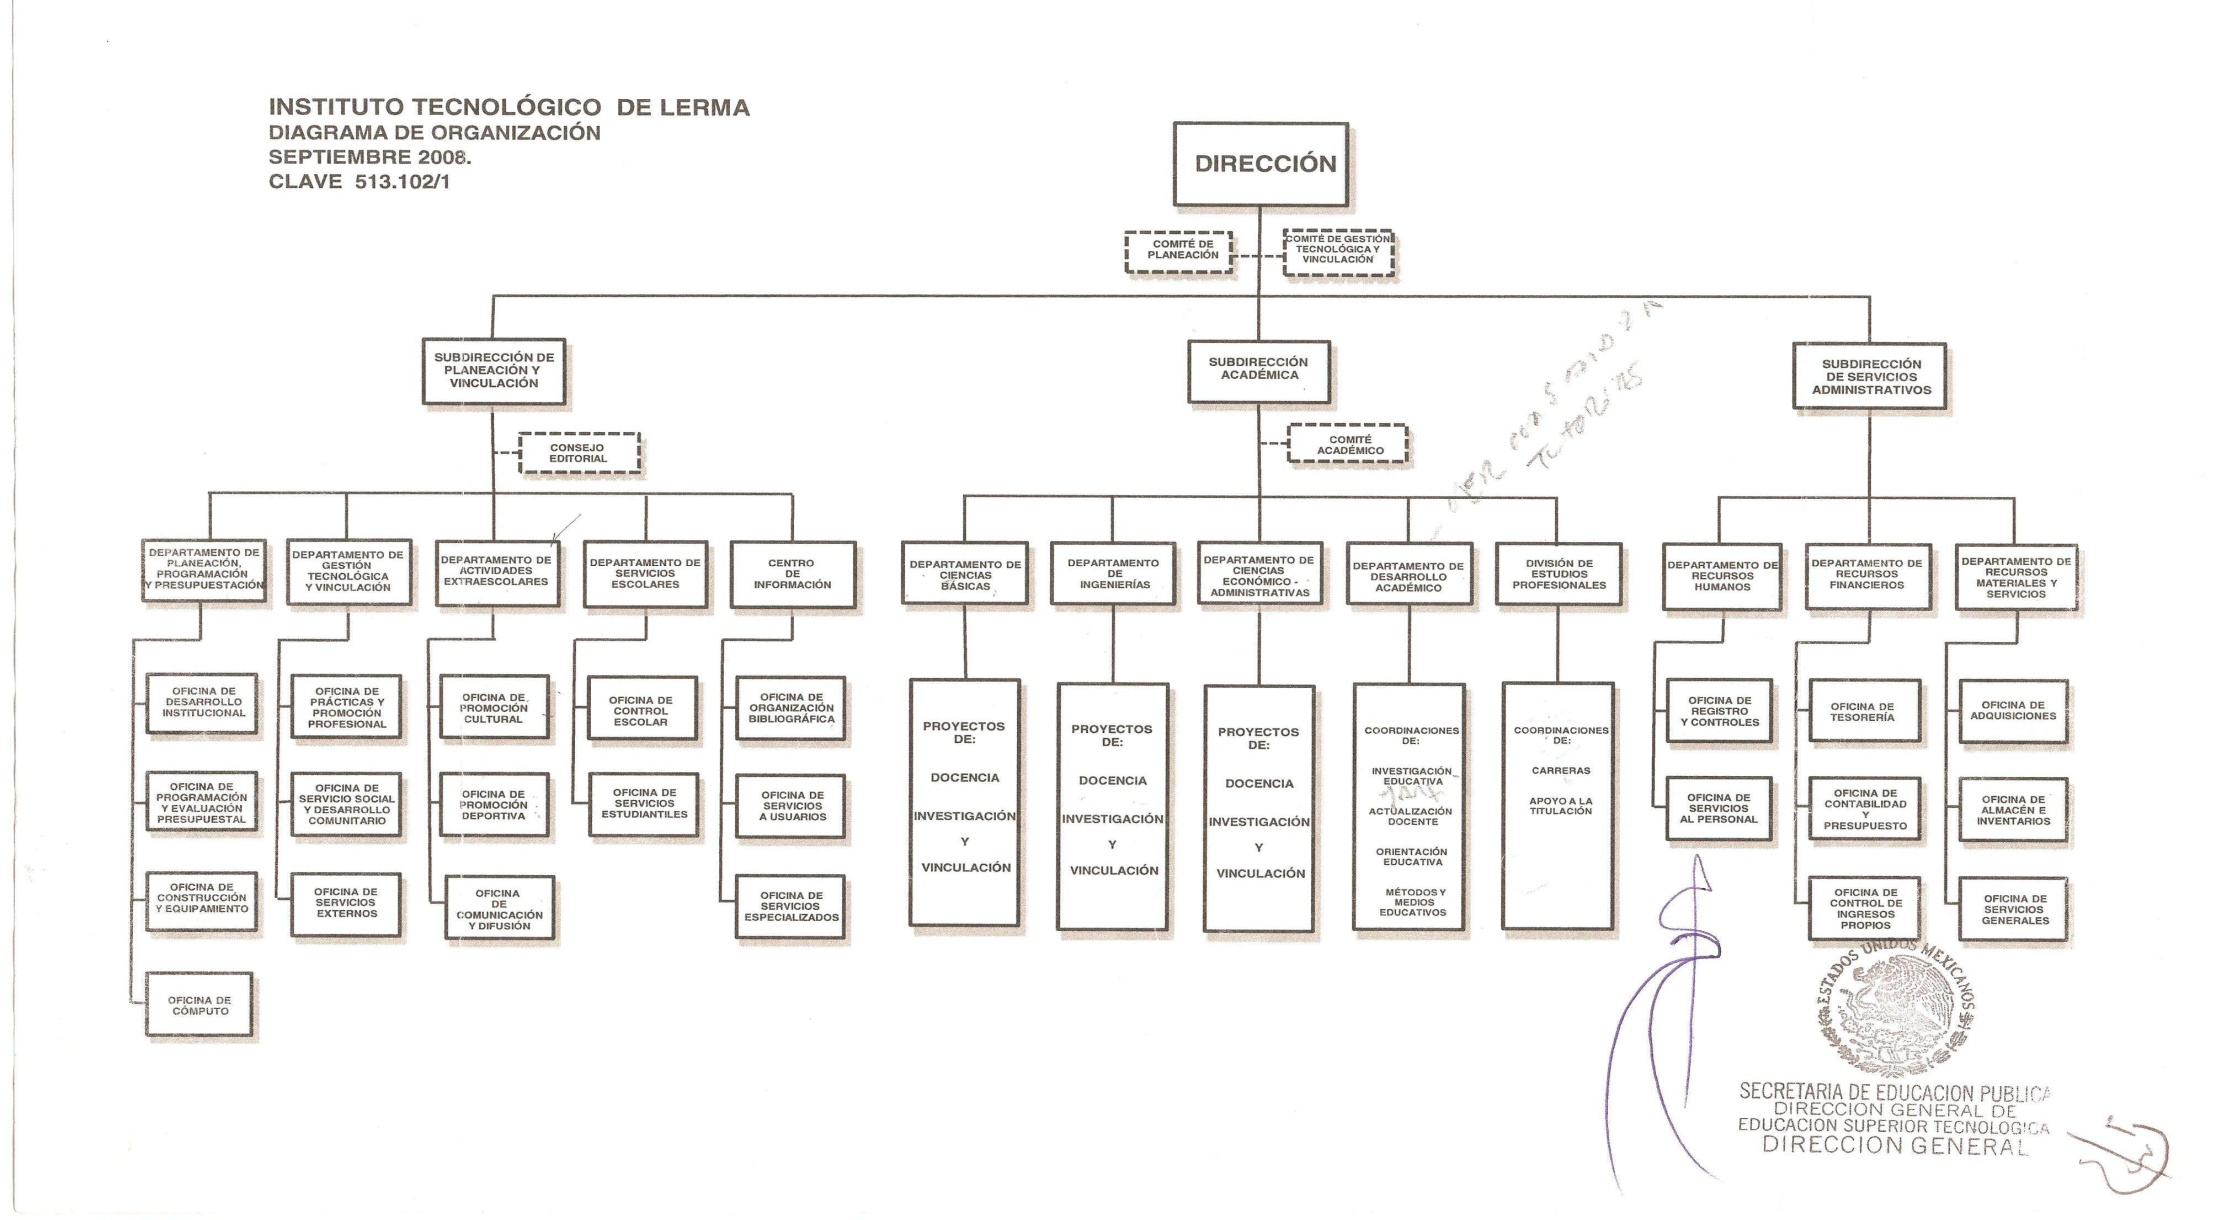 INSTITUTO TECNOLÓGICO DE LERMA
DIAGRAMA DE ORGANIZACIÓN
SEPTIEMBRE 2008.
CLAVE 513.102/1
DIRECCIÓN
COMITÉ DE
PLANEACIÓN
COMITÉ DE GESTIÓN
TECNOLÓGICA Y
VINCULACIÓN
SUBDIRECCIÓN DE
PLANEACIÓN Y
VINCULACIÓN
SUBDIRECCIÓN
ACADÉMICA
SUBDIRECCIÓN
DE SERVICIOS
ADMINISTRATIVOS
CONSEJO
EDITORIAL
COMITÉ
ACADÉMICO
DEPARTAMENTO DE
PLANEACIÓN,
PROGRAMACIÓN
Y PRESUPUESTACIÓN
DEPARTAMENTO DE
GESTIÓN
TECNOLÓGICA
Y VINCULACIÓN
DEPARTAMENTO DE
ACTIVIDADES
EXTRAESCOLARES
DEPARTAMENTO DE
SERVICIOS
ESCOLARES
CENTRO
DE
INFORMACIÓN
DEPARTAMENTO DE
CIENCIAS
BÁSICAS
DEPARTAMENTO
DE
INGENIERÍAS
DEPARTAMENTO DE
CIENCIAS
ECONÓMICO -
ADMINISTRATIVAS
DEPARTAMENTO DE
DESARROLLO
ACADÉMICO
DIVISIÓN DE
ESTUDIOS
PROFESIONALES
DEPARTAMENTO DE
RECURSOS
HUMANOS
DEPARTAMENTO DE
RECURSOS
FINANCIEROS
DEPARTAMENTO DE
RECURSOS
MATERIALES Y
SERVICIOS
OFICINA DE
DESARROLLO
INSTITUCIONAL
OFICINA DE
PROGRAMACIÓN
Y EVALUACIÓN
PRESUPUESTAL
OFICINA DE
CONSTRUCCIÓN
Y EQUIPAMIENTO
OFICINA DE
CÓMPUTO
OFICINA DE
PRÁCTICAS Y
PROMOCIÓN
PROFESIONAL
OFICINA DE
SERVICIO SOCIAL
Y DESARROLLO
COMUNITARIO
OFICINA DE
SERVICIOS
EXTERNOS
OFICINA DE
PROMOCIÓN
CULTURAL
OFICINA DE
PROMOCIÓN
DEPORTIVA
OFICINA
DE
COMUNICACIÓN
Y DIFUSIÓN
OFICINA DE
CONTROL
ESCOLAR
OFICINA DE
SERVICIOS
ESTUDIANTILES
OFICINA DE
ORGANIZACIÓN
BIBLIOGRÁFICA
OFICINA DE
SERVICIOS
A USUARIOS
OFICINA DE
SERVICIOS
ESPECIALIZADOS
PROYECTOS
DE:
DOCENCIA
INVESTIGACIÓN
Y
VINCULACIÓN
PROYECTOS
DE:
DOCENCIA
INVESTIGACIÓN
Y
VINCULACIÓN
PROYECTOS
DE:
DOCENCIA
INVESTIGACIÓN
Y
VINCULACIÓN
COORDINACIONES
DE:
INVESTIGACIÓN
EDUCATIVA
ACTUALIZACIÓN
DOCENTE
ORIENTACIÓN
EDUCATIVA
MÉTODOS Y
MEDIOS
EDUCATIVOS
COORDINACIONES
DE:
CARRERAS
APOYO A LA
TITULACIÓN
OFICINA DE
REGISTRO
Y CONTROLES
OFICINA DE
SERVICIOS
AL PERSONAL
OFICINA DE
TESORERÍA
OFICINA DE
CONTABILIDAD
Y
PRESUPUESTO
OFICINA DE
CONTROL DE
INGRESOS
PROPIOS
OFICINA DE
ADQUISICIONES
OFICINA DE
ALMACÉN E
INVENTARIOS
OFICINA DE
SERVICIOS
GENERALES
ESTADOS UNIDOS MEXICANOS
SECRETARIA DE EDUCACION PUBLICA
DIRECCION GENERAL DE
EDUCACION SUPERIOR TECNOLOGICA
DIRECCION GENERAL